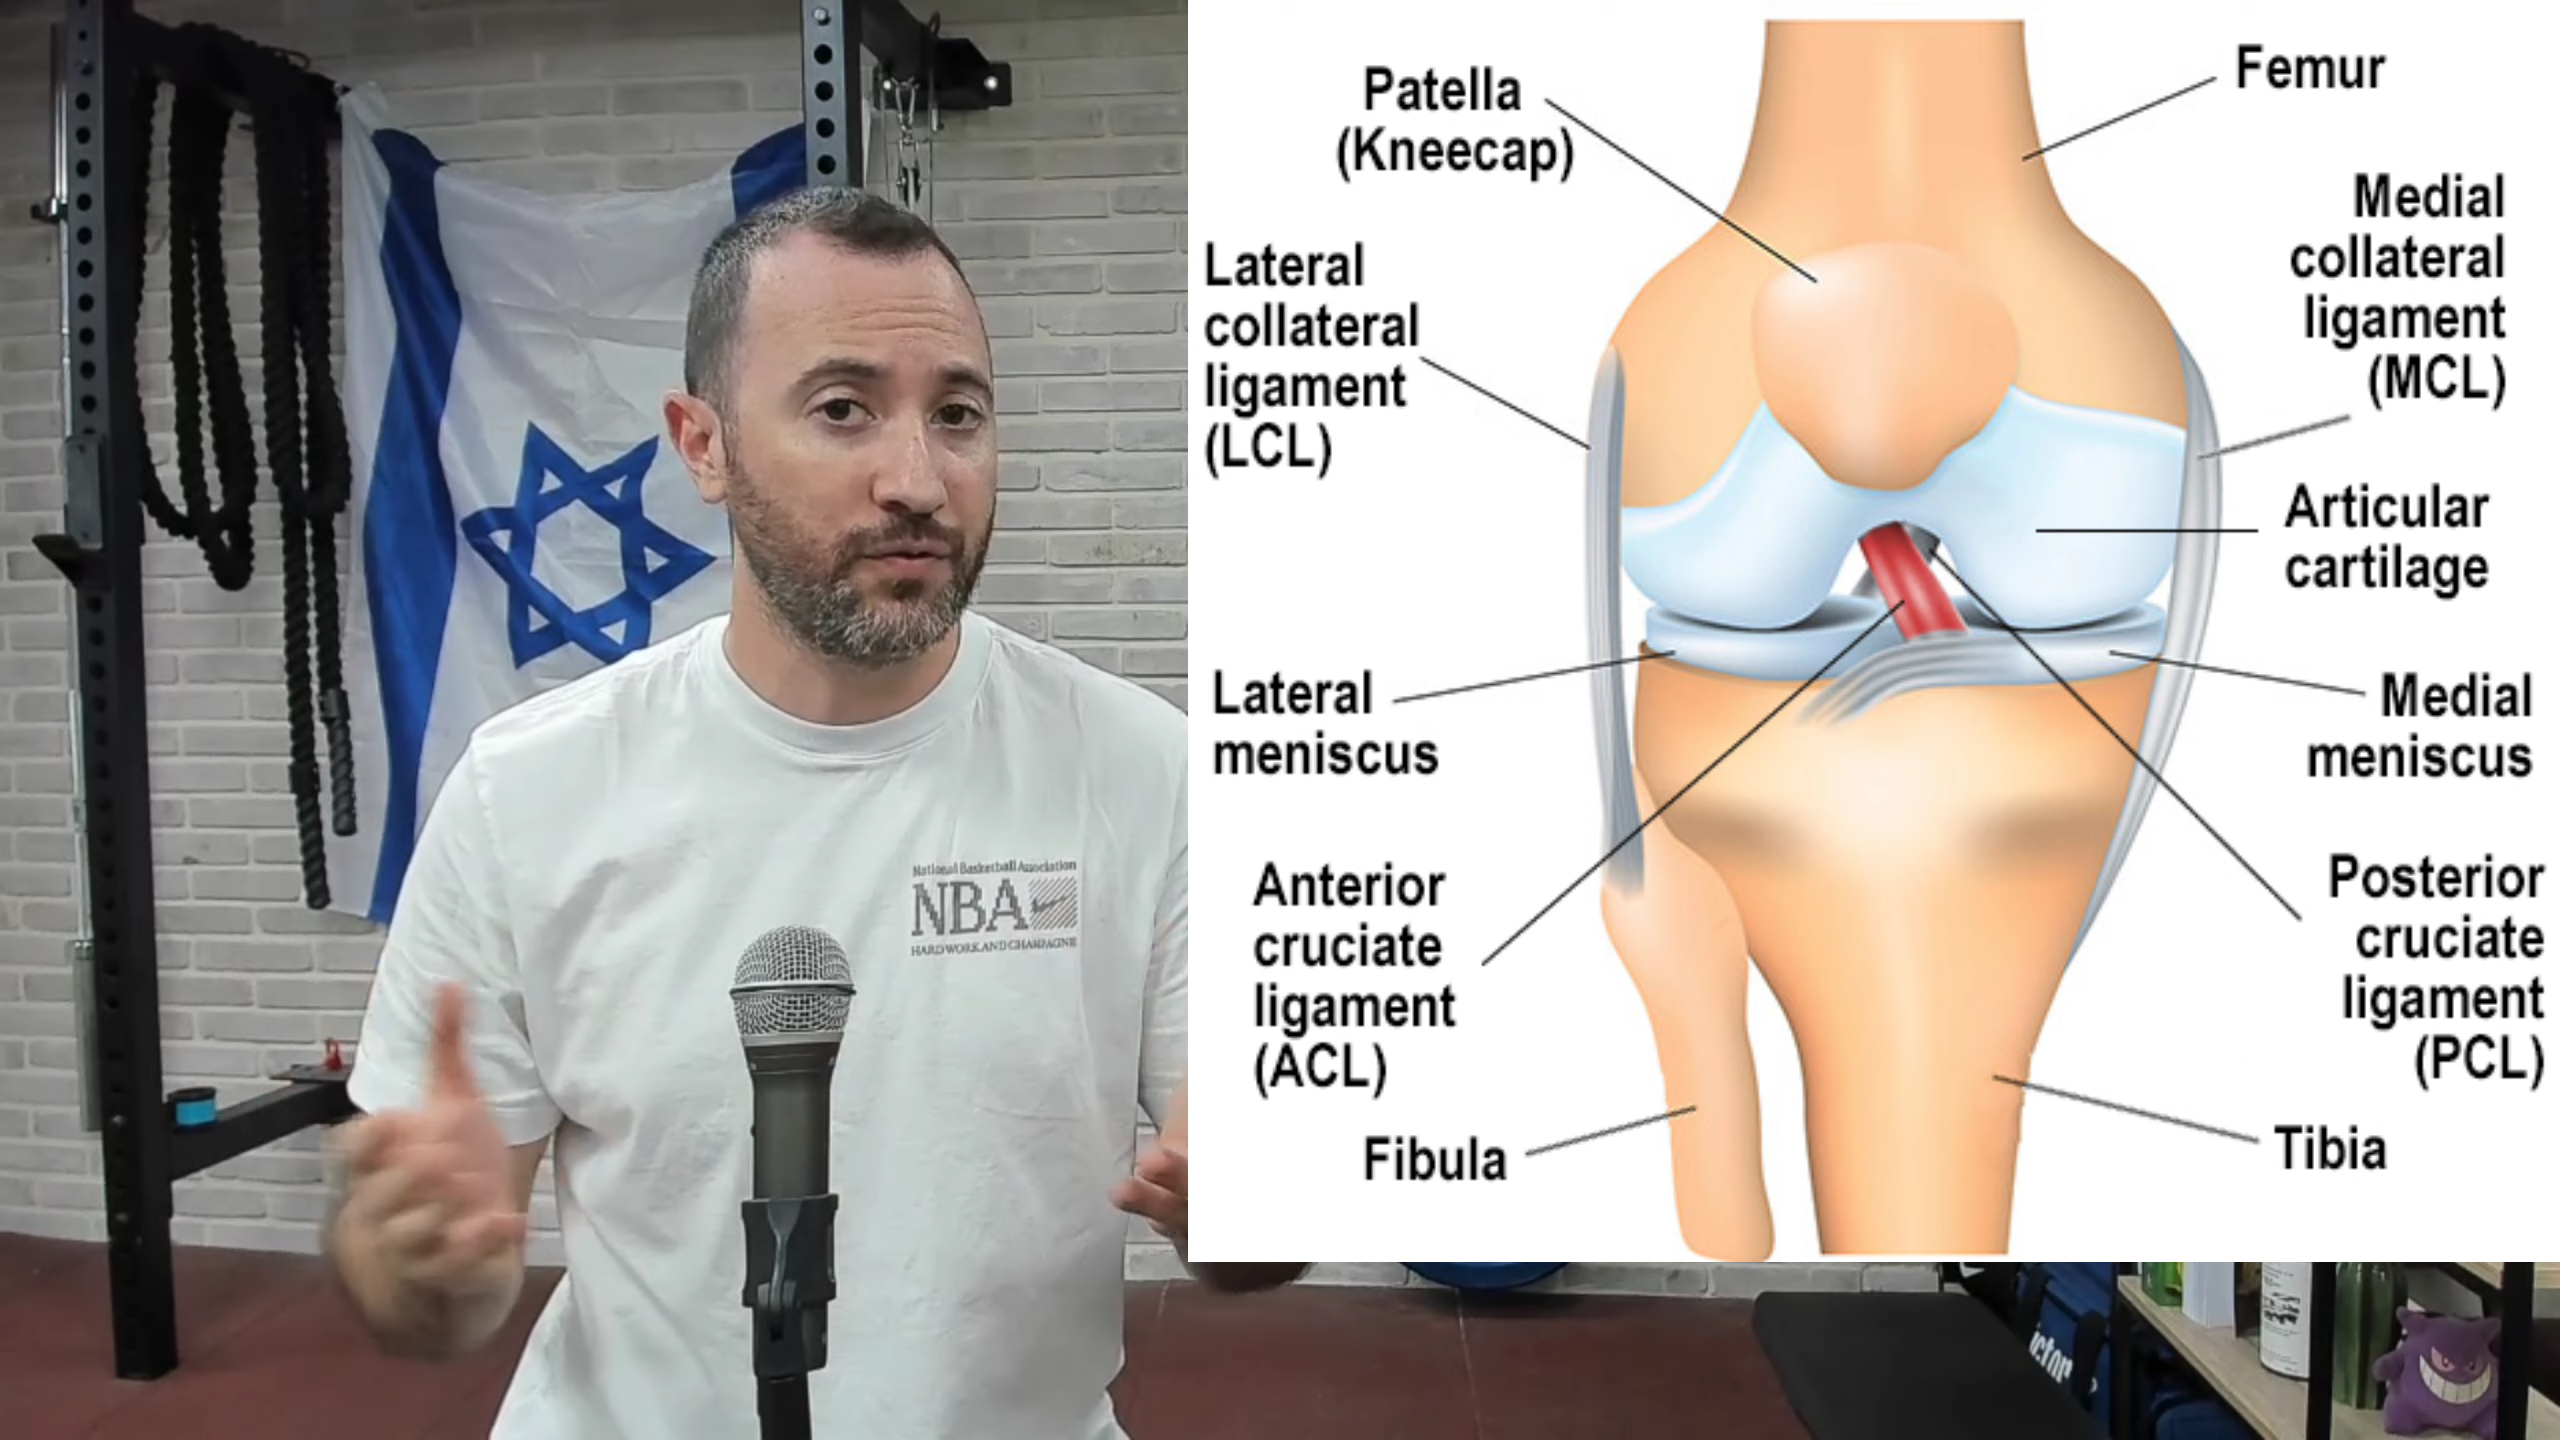 Patella
(Kneecap)
Femur
Medial
collateral
ligament
(MCL)
Lateral
collateral
ligament
(LCL)
Articular
cartilage
Lateral
meniscus
Medial
meniscus
Anterior
cruciate
ligament
(ACL)
Posterior
cruciate
ligament
(PCL)
Fibula
Tibia
National Basketball Association
NBA
HARD WORK AND CHAMPAGNE
ictor